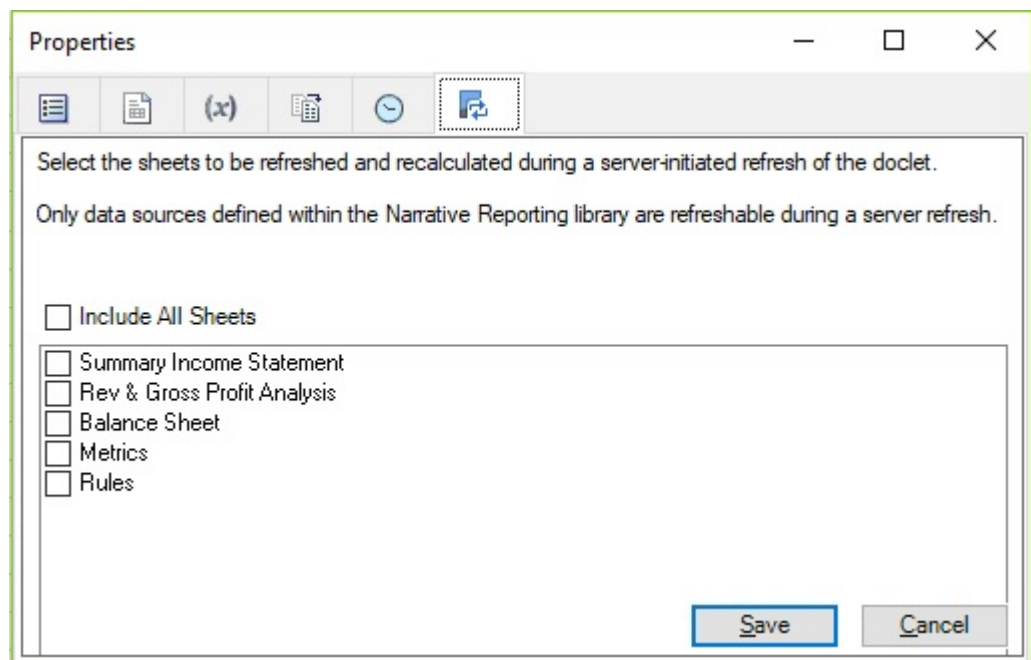 Properties
(x)
Select the sheets to be refreshed and recalculated during a server-initiated refresh of the doclet.
Only data sources defined within the Narrative Reporting library are refreshable during a server refresh.
Include All Sheets
Summary Income Statement
Rev & Gross Profit Analysis
Balance Sheet
Metrics
Rules
Save Cancel